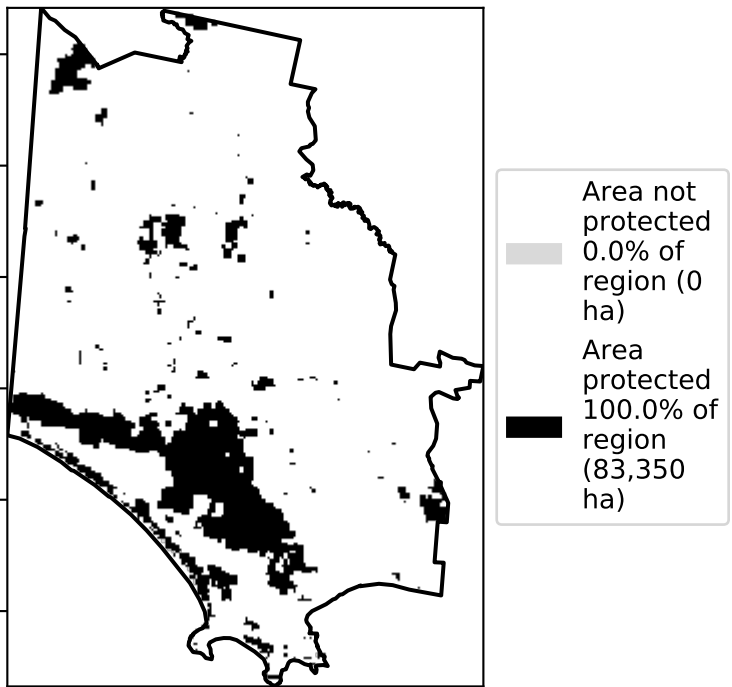 Area not
protected
0.0% of
region (0
ha)
Area
protected
100.0% of
region
(83,350
ha)